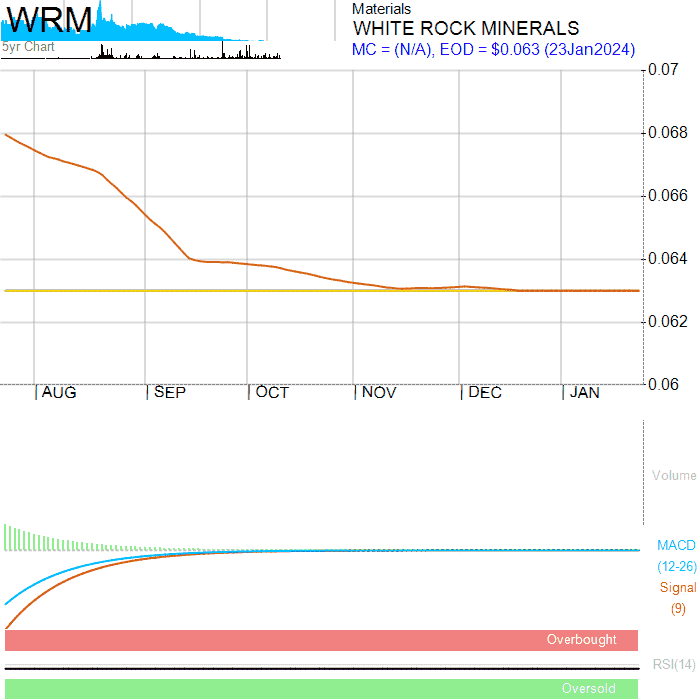 WRM
5yr Chart
Materials
WHITE ROCK MINERALS
MC = (N/A), EOD = $0.063 (23Jan2024)
0.07
0.068
0.066
0.064
0.062
0.06
AUG SEP OCT NOV DEC JAN
Volume
MACD
(12-26)
Signal
(9)
Overbought
RSI(14)
Oversold